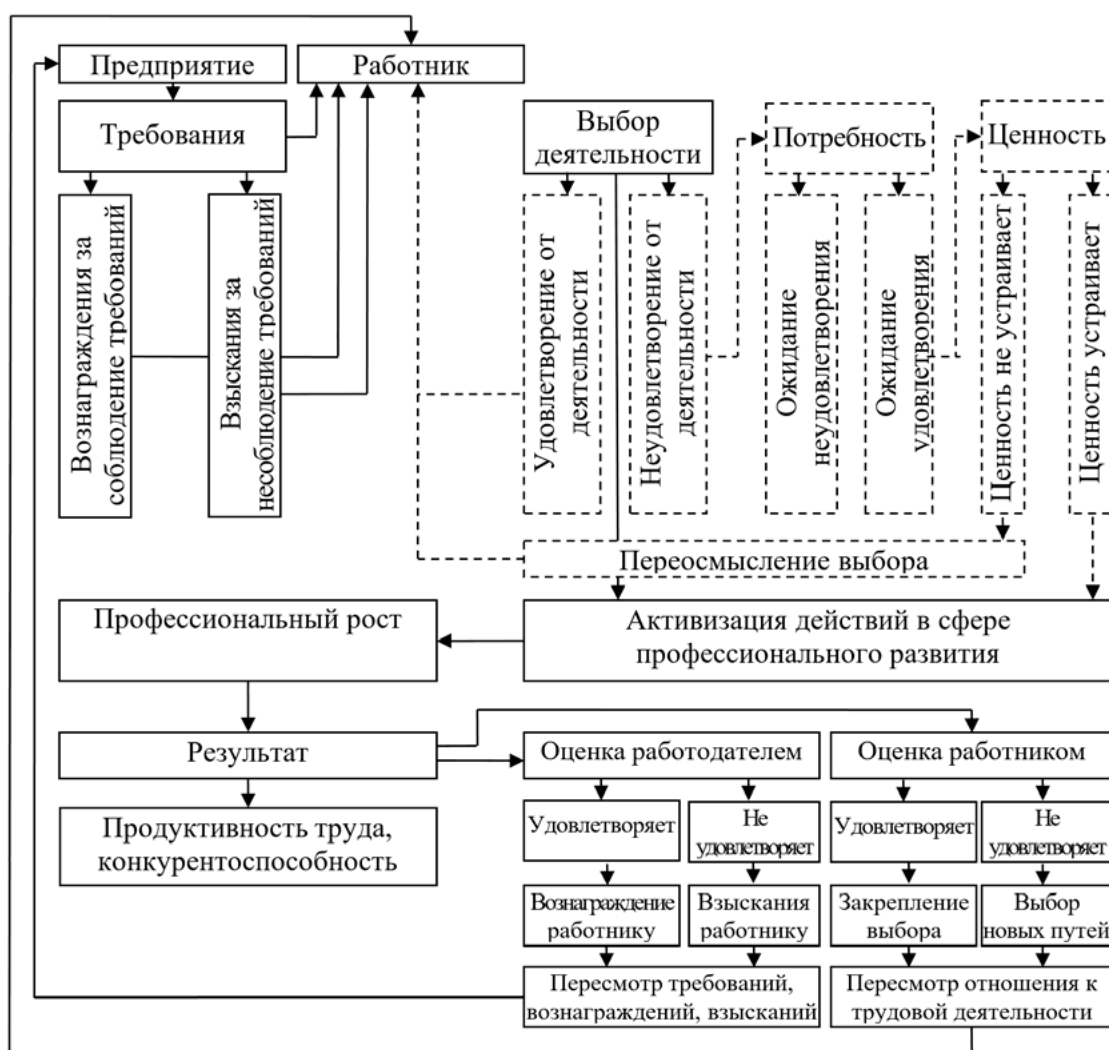 Предприятие
Работник
Требования
Выбор
деятельности
Потребность
Ценность
Вознаграждения за
соблюдение требований
Взыскания за
несоблюдение требований
Удовлетворение от
деятельности
Неудовлетворение от
деятельности
Ожидание
неудовлетворения
Ожидание
удовлетворения
Ценность не устраивает
Ценность устраивает
Переосмысление выбора
Профессиональный рост
Активизация действий в сфере
профессионального развития
Результат
Оценка работодателем
Оценка работником
Продуктивность труда,
конкурентоспособность
Удовлетворяет
Не
удовлетворяет
Удовлетворяет
Не
удовлетворяет
Вознаграждение
работнику
Взыскания
работнику
Закрепление
выбора
Выбор
новых путей
Пересмотр требований,
вознаграждений, взысканий
Пересмотр отношения к
трудовой деятельности